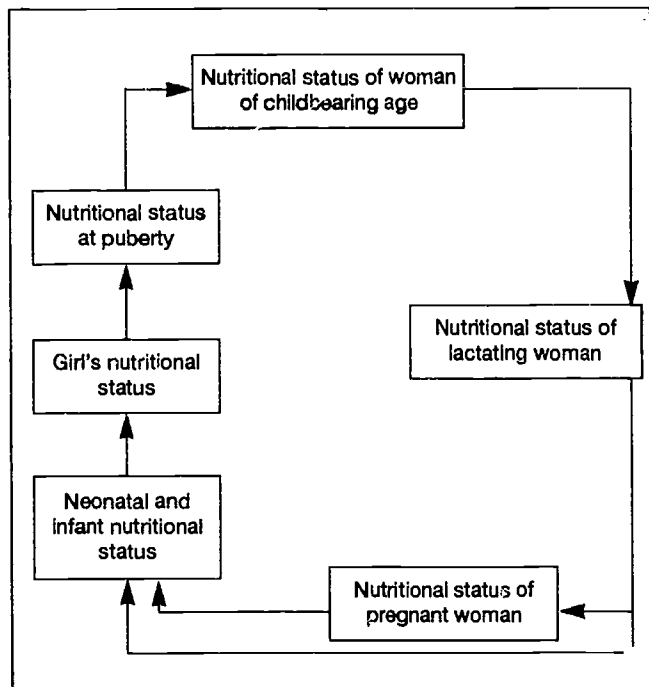 Nutritional status of woman
of childbearing age
Nutritional status
at puberty
Nutritional status of
lactating woman
Girl's nutritional
status
Neonatal and
infant nutritional
status
Nutritional status of
pregnant woman